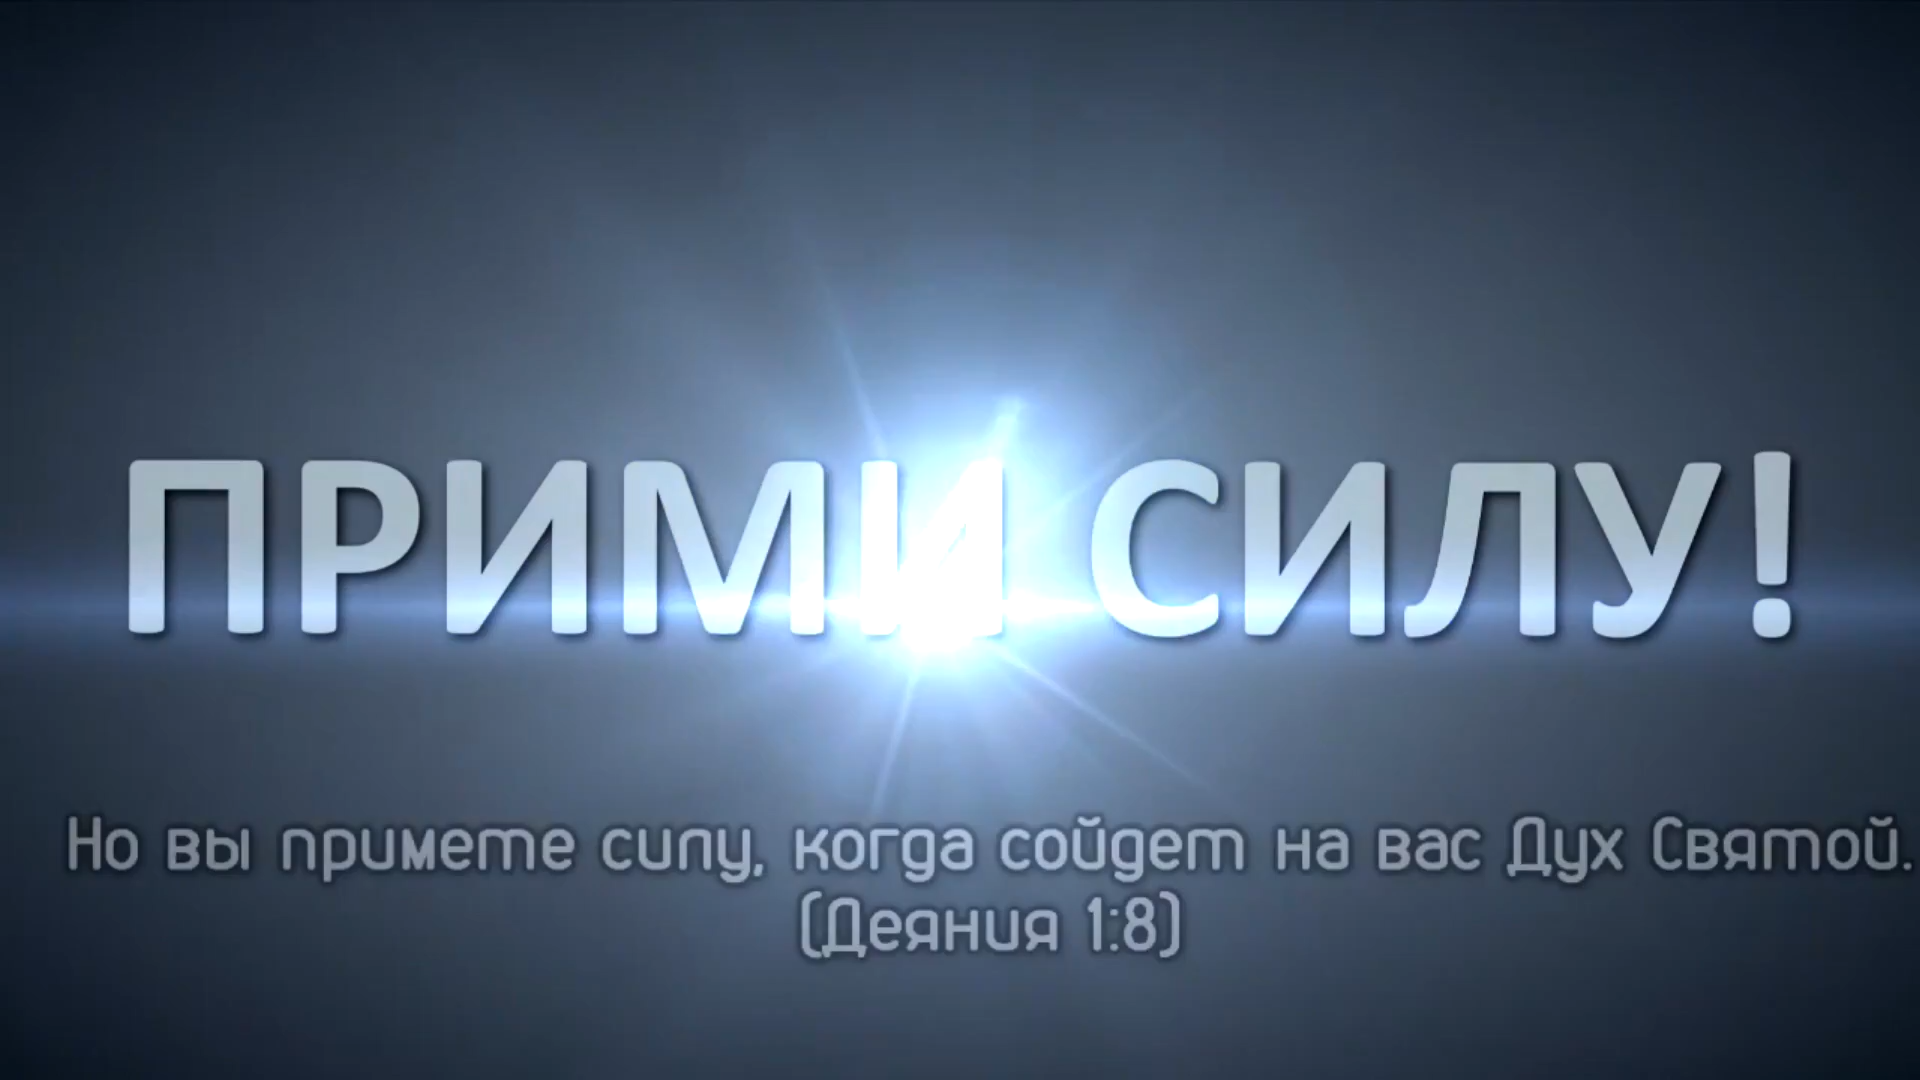 ПРИМИ СИЛУ!
Но вы примете силу, когда сойдет на вас Дух Святой.
(Деяния 1:8)